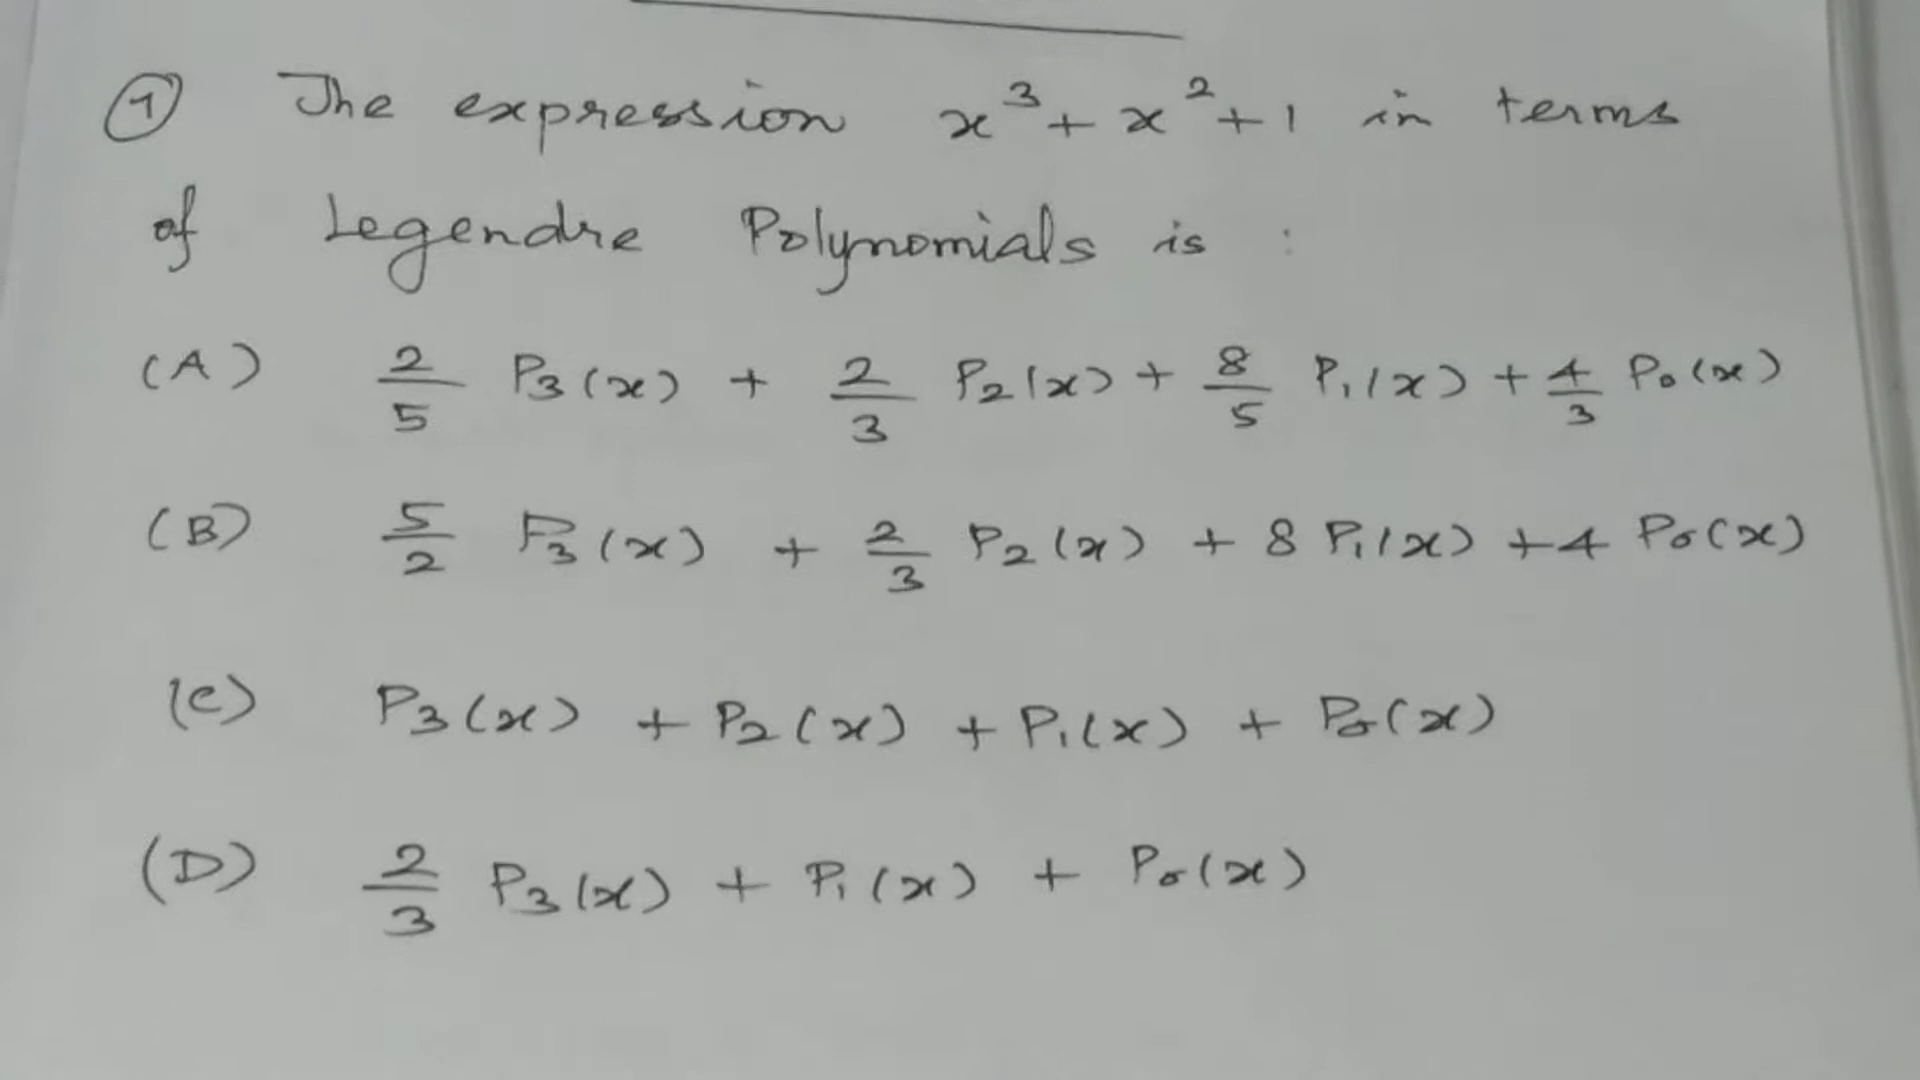 ① The expression x³ + x² + 1 in terms
of Legendre Polynomials is :
(A) 2/5 P₃(x) + 2/3 P₂(x) + 8/5 P₁(x) + 4/3 P₀(x)
(B) 5/2 P₃(x) + 2/3 P₂(x) + 8 P₁(x) + 4 P₀(x)
(C) P₃(x) + P₂(x) + P₁(x) + P₀(x)
(D) 2/3 P₃(x) + P₁(x) + P₀(x)